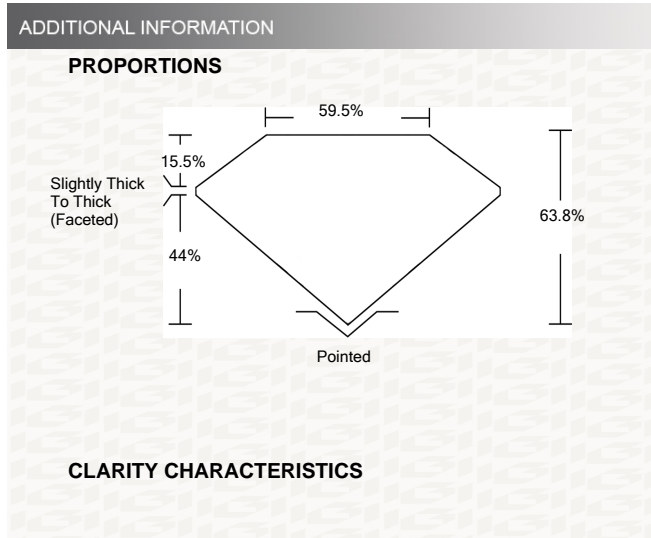 ADDITIONAL INFORMATION
PROPORTIONS
59.5%
15.5%
Slightly Thick
To Thick
(Faceted)
63.8%
44%
Pointed
CLARITY CHARACTERISTICS